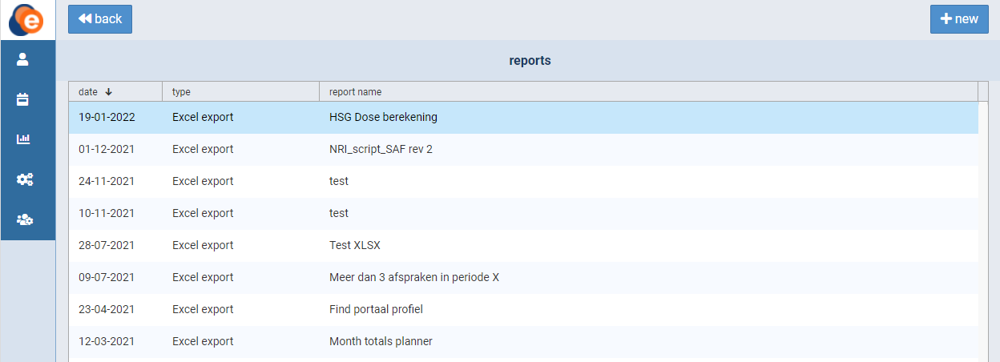 e
back
new
reports
date type report name
19-01-2022 Excel export HSG Dose berekening
01-12-2021 Excel export NRI_script_SAF rev 2
24-11-2021 Excel export test
10-11-2021 Excel export test
28-07-2021 Excel export Test XLSX
09-07-2021 Excel export Meer dan 3 afspraken in periode X
23-04-2021 Excel export Find portaal profiel
12-03-2021 Excel export Month totals planner